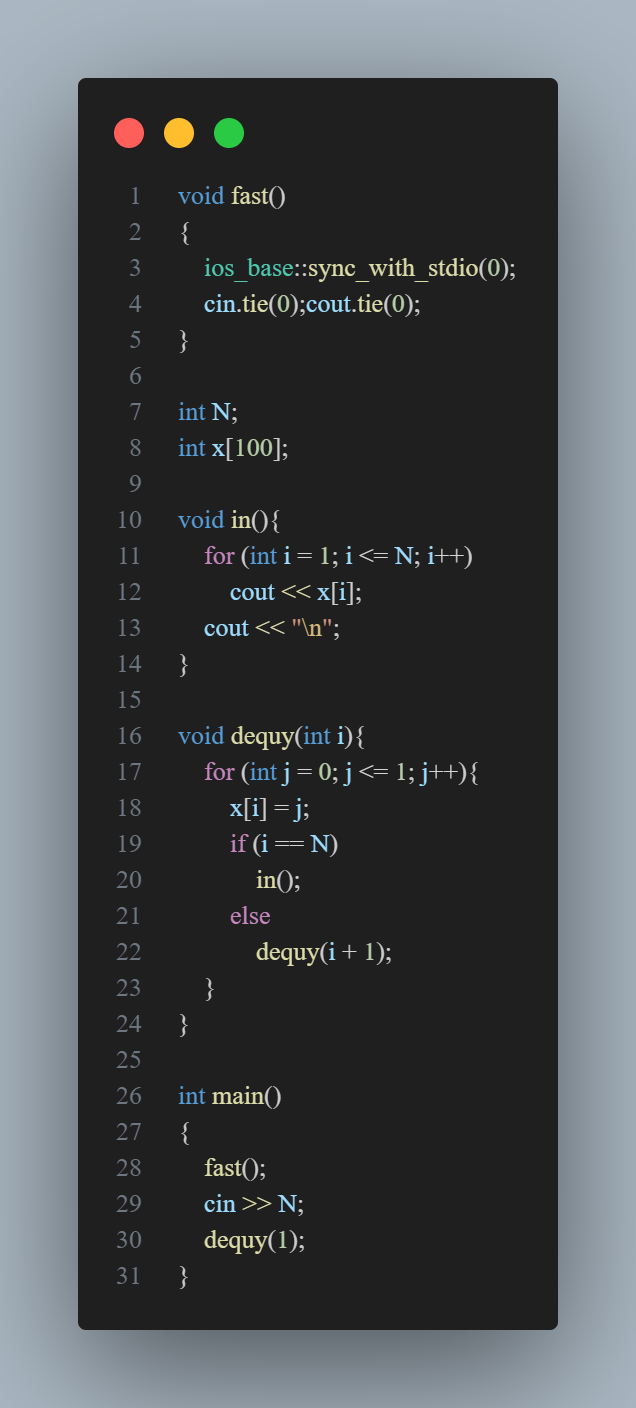 1 void fast()
2 {
3     ios_base::sync_with_stdio(0);
4     cin.tie(0);cout.tie(0);
5 }
6
7 int N;
8 int x[100];
9
10 void in(){
11     for (int i = 1; i <= N; i++)
12         cout << x[i];
13     cout << "\n";
14 }
15
16 void dequy(int i){
17     for (int j = 0; j <= 1; j++){
18         x[i] = j;
19         if (i == N)
20             in();
21         else
22             dequy(i + 1);
23     }
24 }
25
26 int main()
27 {
28     fast();
29     cin >> N;
30     dequy(1);
31 }